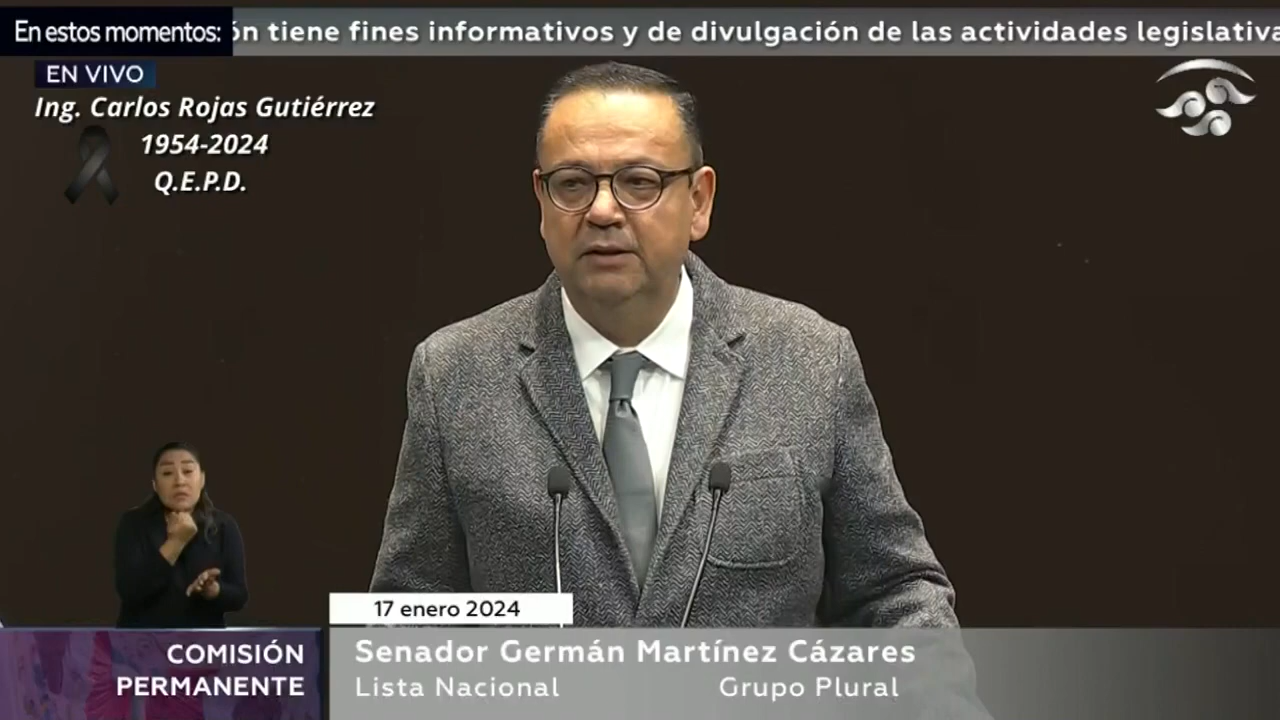 En estos momentos: ón tiene fines informativos y de divulgación de las actividades legislativa
EN VIVO
Ing. Carlos Rojas Gutiérrez
1954-2024
Q.E.P.D.
17 enero 2024
COMISIÓN
PERMANENTE
Senador Germán Martínez Cázares
Lista Nacional Grupo Plural